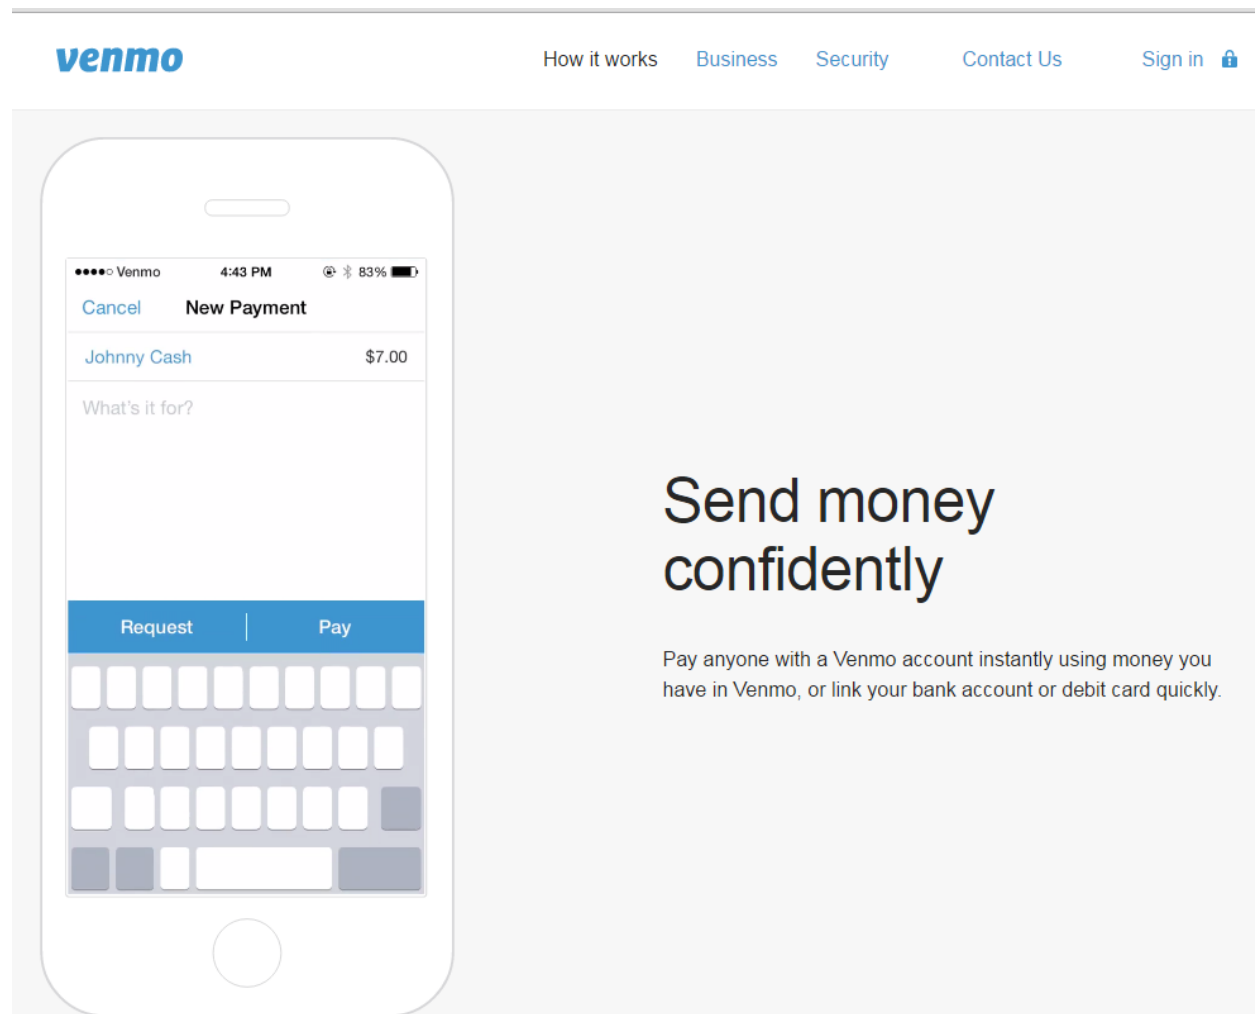 venmo
How it works Business Security Contact Us Sign in
Venmo 4:43 PM 83%
Cancel New Payment
Johnny Cash $7.00
What's it for?
Request Pay
Send money
confidently
Pay anyone with a Venmo account instantly using money you
have in Venmo, or link your bank account or debit card quickly.